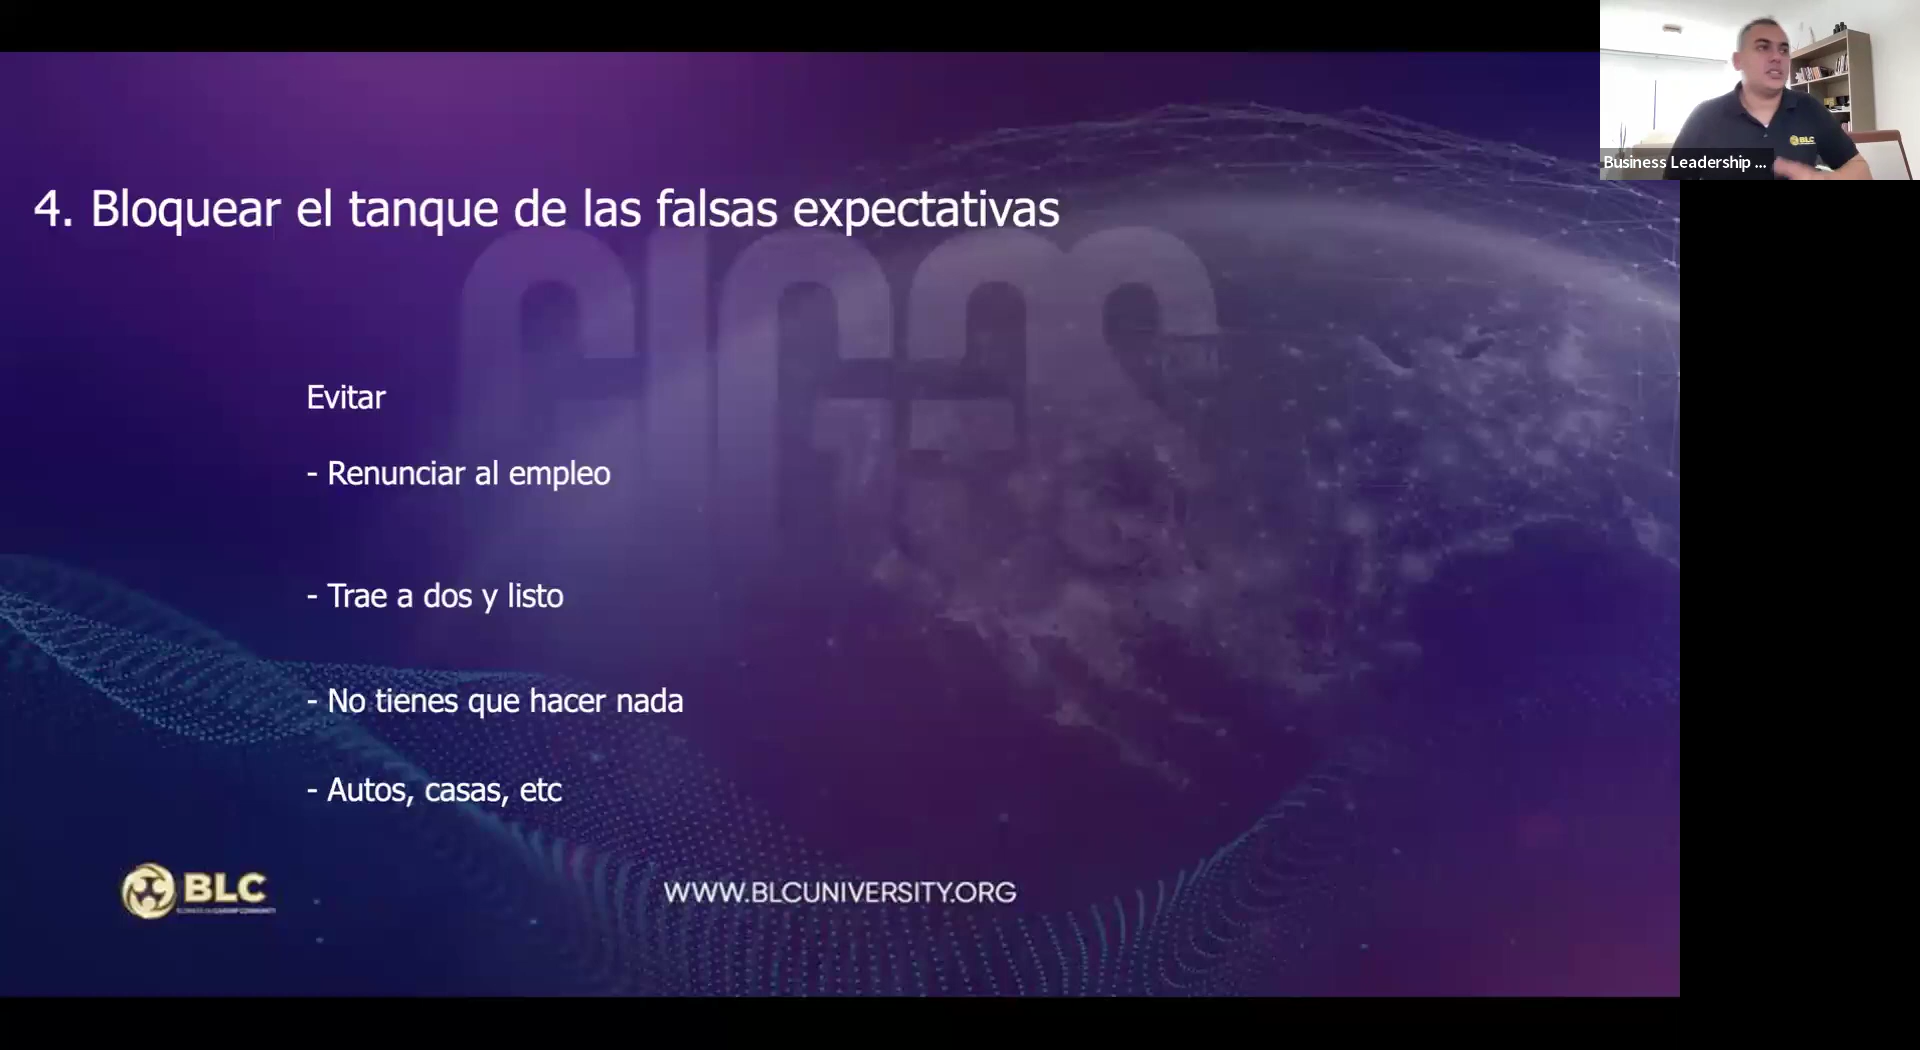 4. Bloquear el tanque de las falsas expectativas
Evitar
- Renunciar al empleo
- Trae a dos y listo
- No tienes que hacer nada
- Autos, casas, etc
BLC
WWW.BLCUNIVERSITY.ORG
BLC
Business Leadership ...